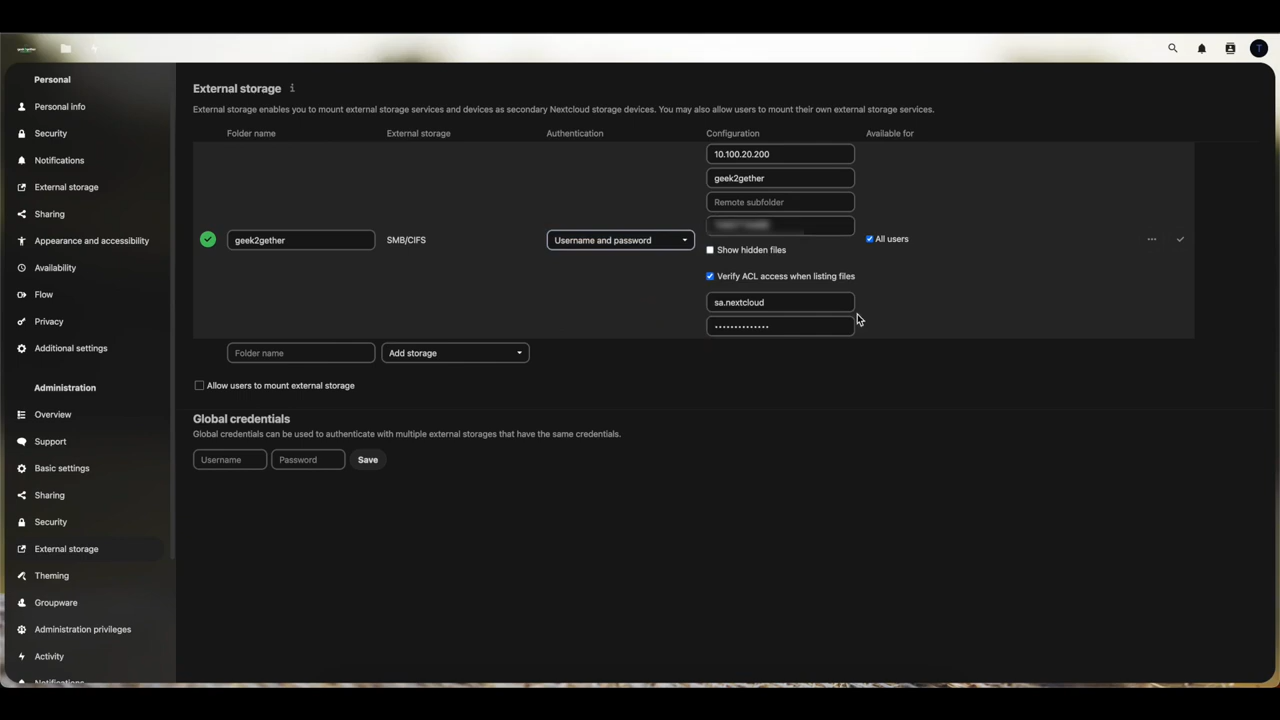 Personal
Personal info
Security
Notifications
External storage
Sharing
Appearance and accessibility
Availability
Flow
Privacy
Additional settings
Administration
Overview
Support
Basic settings
Sharing
Security
External storage
Theming
Groupware
Administration privileges
Activity
Notifications
T
External storage
External storage enables you to mount external storage services and devices as secondary Nextcloud storage devices. You may also allow users to mount their own external storage services.
Folder name External storage Authentication Configuration Available for
10.100.20.200
geek2gether
Remote subfolder
geek2gether SMB/CIFS Username and password All users
Show hidden files
Verify ACL access when listing files
sa.nextcloud
••••••••••••••
Folder name Add storage
Allow users to mount external storage
Global credentials
Global credentials can be used to authenticate with multiple external storages that have the same credentials.
Username Password Save